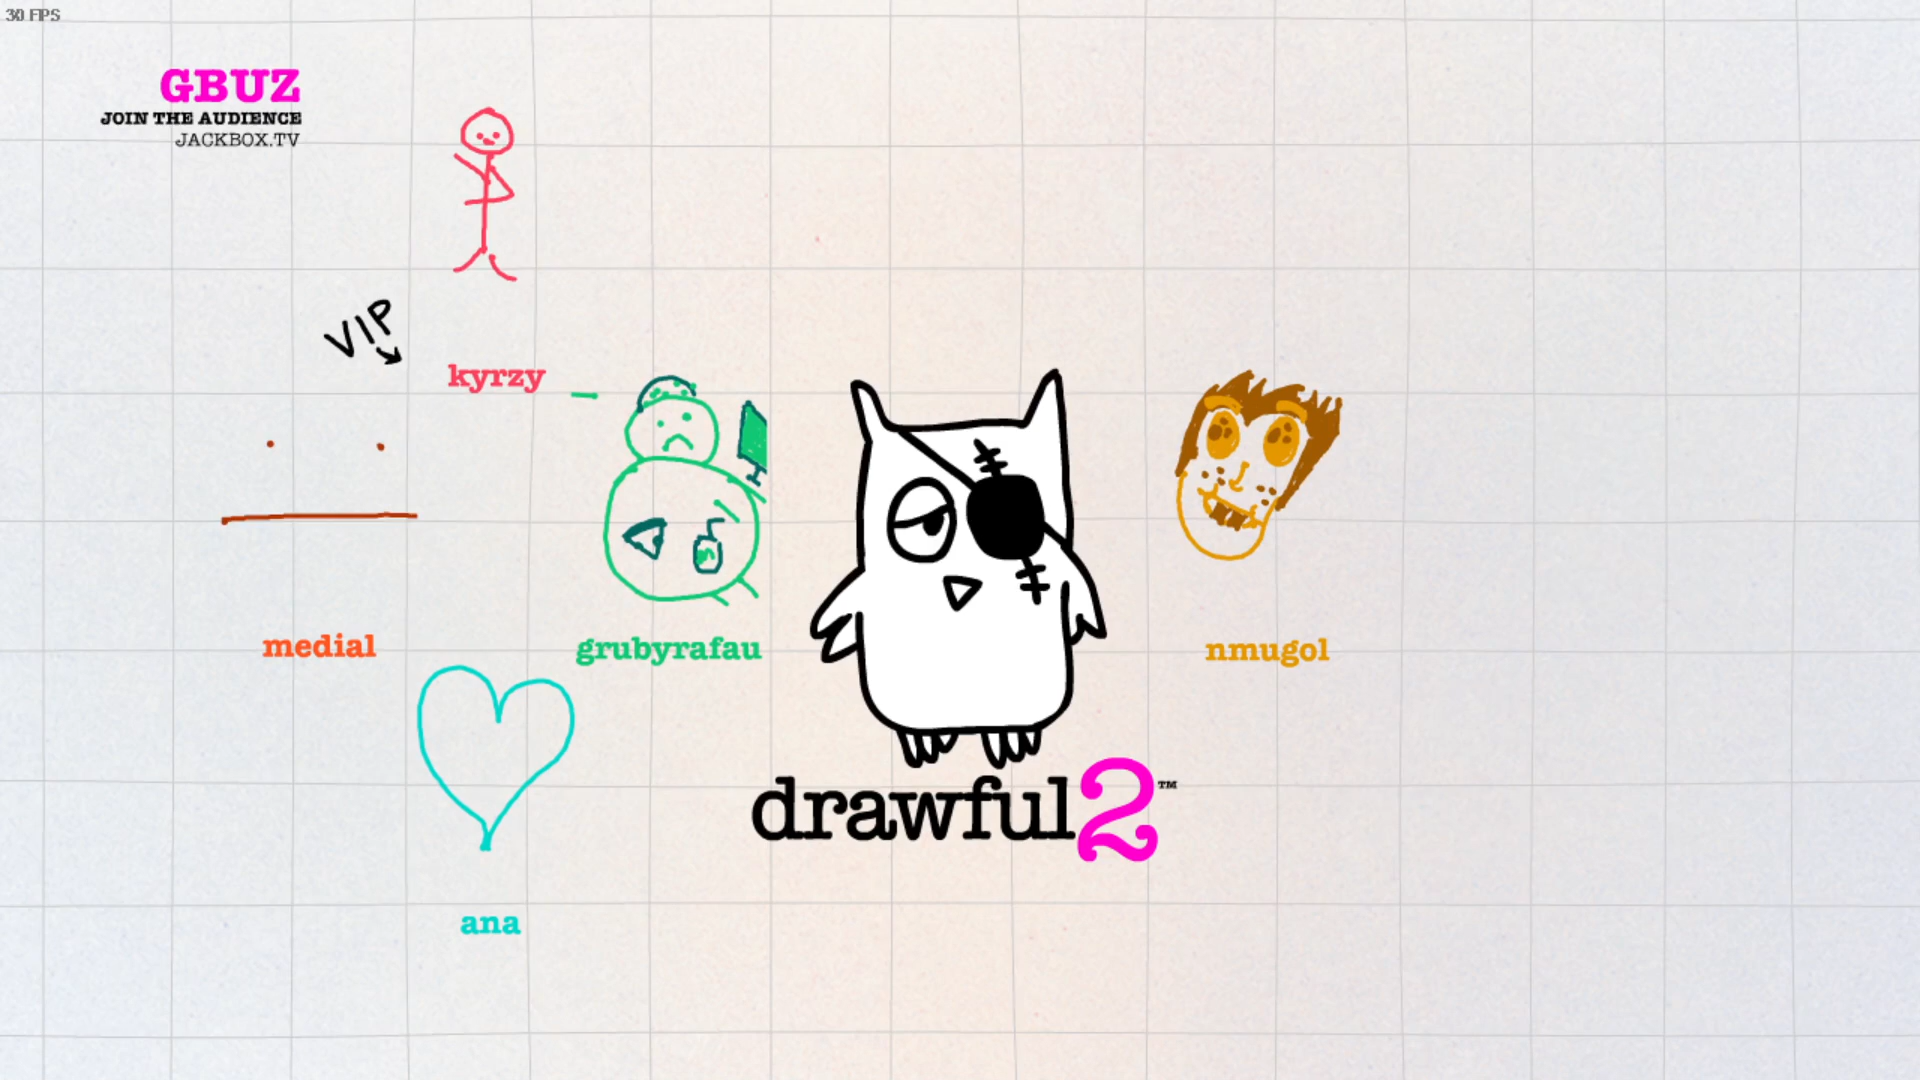 30 FPS
GBUZ
JOIN THE AUDIENCE
JACKBOX.TV
VIP
kyrzy
medial
grubyrafau
nmugol
drawful2™
ana